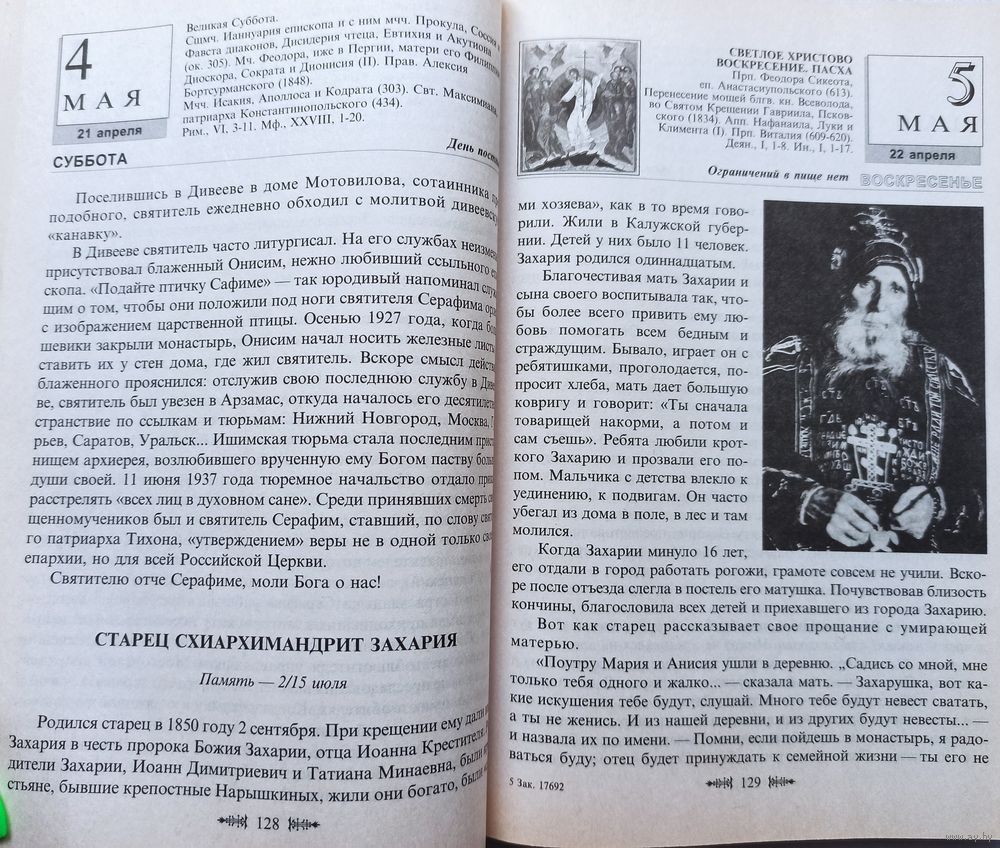 4
МАЯ
21 апреля
СУББОТА
Великая Суббота.
Сщмч. Ианнуария епископа и с ним мчч. Прокула, Соссия и
Фавста диаконов, Дисидерия чтеца, Евтихия и Акутиона
(ок. 305). Мч. Феодора, иже в Пергии, матери его Филиппии,
Диоскора, Сократа и Дионисия (II). Прав. Алексия
Бортсурманского (1848).
Мчч. Исакия, Аполлоса и Кодрата (303). Свт. Максимиана,
патриарха Константинопольского (434).
Рим., VI, 3-11. Мф., XXVIII, 1-20.
День постный
Поселившись в Дивееве в доме Мотовилова, сотаинника
подобного, святитель ежедневно обходил с молитвой
«канавку».
В Дивееве святитель часто литургисал. На его службах
присутствовал блаженный Онисим, нежно любивший ссыльного
скопа. «Подайте птичку Сафиме» — так юродивый напоминал
щим о том, чтобы они положили под ноги святителя Серафима
с изображением царственной птицы. Осенью 1927 года, когда
шевики закрыли монастырь, Онисим начал носить железные листы
ставить их у стен дома, где жил святитель. Вскоре смысл
блаженного прояснился: отслужив свою последнюю службу в
ве, святитель был увезен в Арзамас, откуда началось его
странствие по ссылкам и тюрьмам: Нижний Новгород, Москва,
рьев, Саратов, Уральск... Ишимская тюрьма стала последним
нищем архиерея, возлюбившего врученную ему Богом паству
души своей. 11 июня 1937 года тюремное начальство отдало
расстрелять «всех лиц в духовном сане». Среди принявших смерть
щенномучеников был и святитель Серафим, ставший, по слову
го патриарха Тихона, «утверждением» веры не в одной только
епархии, но для всей Российской Церкви.
Святителю отче Серафиме, моли Бога о нас!
СТАРЕЦ СХИАРХИМАНДРИТ ЗАХАРИЯ
Память — 2/15 июля
Родился старец в 1850 году 2 сентября. При крещении ему дали
Захария в честь пророка Божия Захарии, отца Иоанна Крестителя.
дители Захарии, Иоанн Димитриевич и Татиана Минаевна, были
стьяне, бывшие крепостные Нарышкиных, жили они богато, были
128
СВЕТЛОЕ ХРИСТОВО
ВОСКРЕСЕНИЕ. ПАСХА
Прп. Феодора Сикеота,
еп. Анастасиупольского (613).
Перенесение мощей блгв. кн. Всеволода,
во Святом Крещении Гавриила, Псков-
ского (1834). Апп. Нафанаила, Луки и
Климента (I). Прп. Виталия (609-620).
Деян., I, 1-8. Ин., I, 1-17.
Ограничений в пище нет
5
МАЯ
22 апреля
ВОСКРЕСЕНЬЕ
ми хозяева», как в то время гово-
рили. Жили в Калужской губер-
нии. Детей у них было 11 человек.
Захария родился одиннадцатым.
Благочестивая мать Захарии и
сына своего воспитывала так, что-
бы более всего привить ему лю-
бовь помогать всем бедным и
страждущим. Бывало, играет он с
ребятишками, проголодается, по-
просит хлеба, мать дает большую
ковригу и говорит: «Ты сначала
товарищей накорми, а потом и
сам съешь». Ребята любили крот-
кого Захарию и прозвали его по-
пом. Мальчика с детства влекло к
уединению, к подвигам. Он часто
убегал из дома в поле, в лес и там
молился.
Когда Захарии минуло 16 лет,
его отдали в город работать рогожи, грамоте совсем не учили. Вско-
ре после отъезда слегла в постель его матушка. Почувствовав близость
кончины, благословила всех детей и приехавшего из города Захарию.
Вот как старец рассказывает свое прощание с умирающей
матерью.
«Поутру Мария и Анисия ушли в деревню. „Садись со мной, мне
только тебя одного и жалко... — сказала мать. — Захарушка, вот ка-
кие искушения тебе будут, слушай. Много тебе будут невест сватать,
а ты не женись. И из нашей деревни, и из других будут невесты... —
и назвала их по имени. — Помни, если пойдешь в монастырь, я радо-
ваться буду; отец будет принуждать к семейной жизни — ты его не
5 Зак. 17692
129
www.ay.by